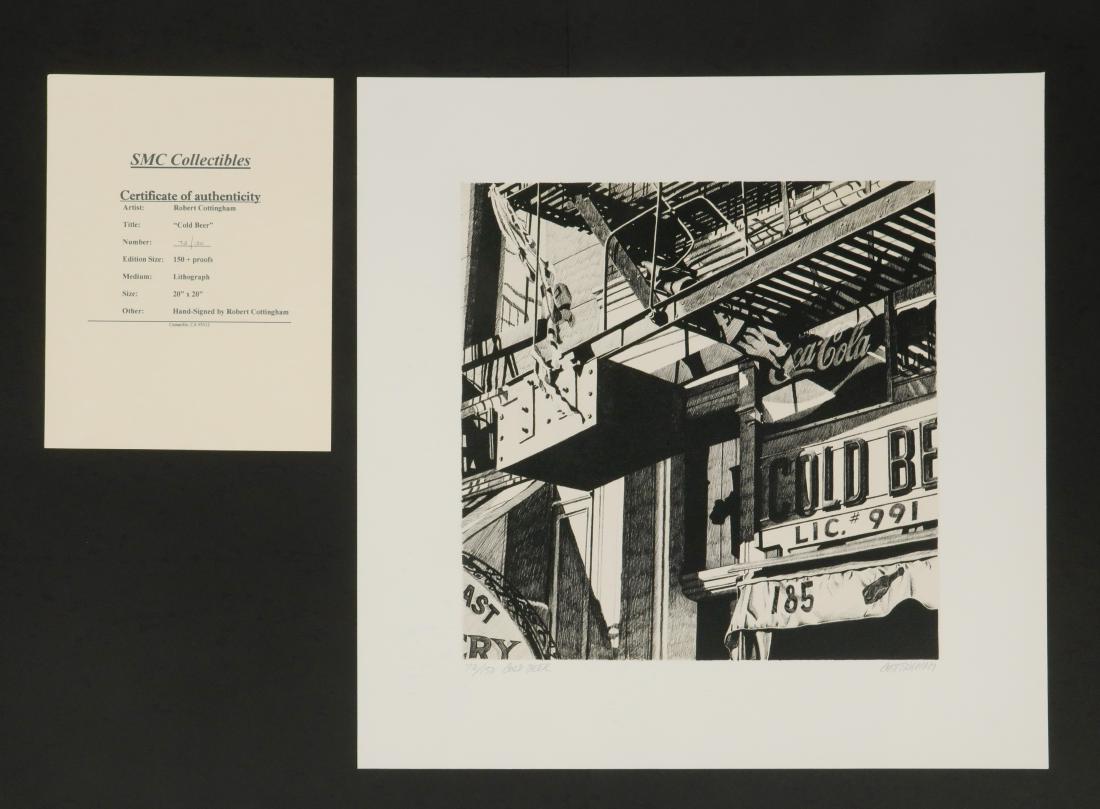 SMC Collectibles
Certificate of authenticity
Artist: Robert Cottingham
Title: "Cold Beer"
Number:
Edition Size: 150 + proofs
Medium: Lithograph
Size: 20" x 20"
Other: Hand-Signed by Robert Cottingham
Coca-Cola
COLD BE
LIC. # 991
185
AST
RY
/150 COLD BEER
COTTINGHAM